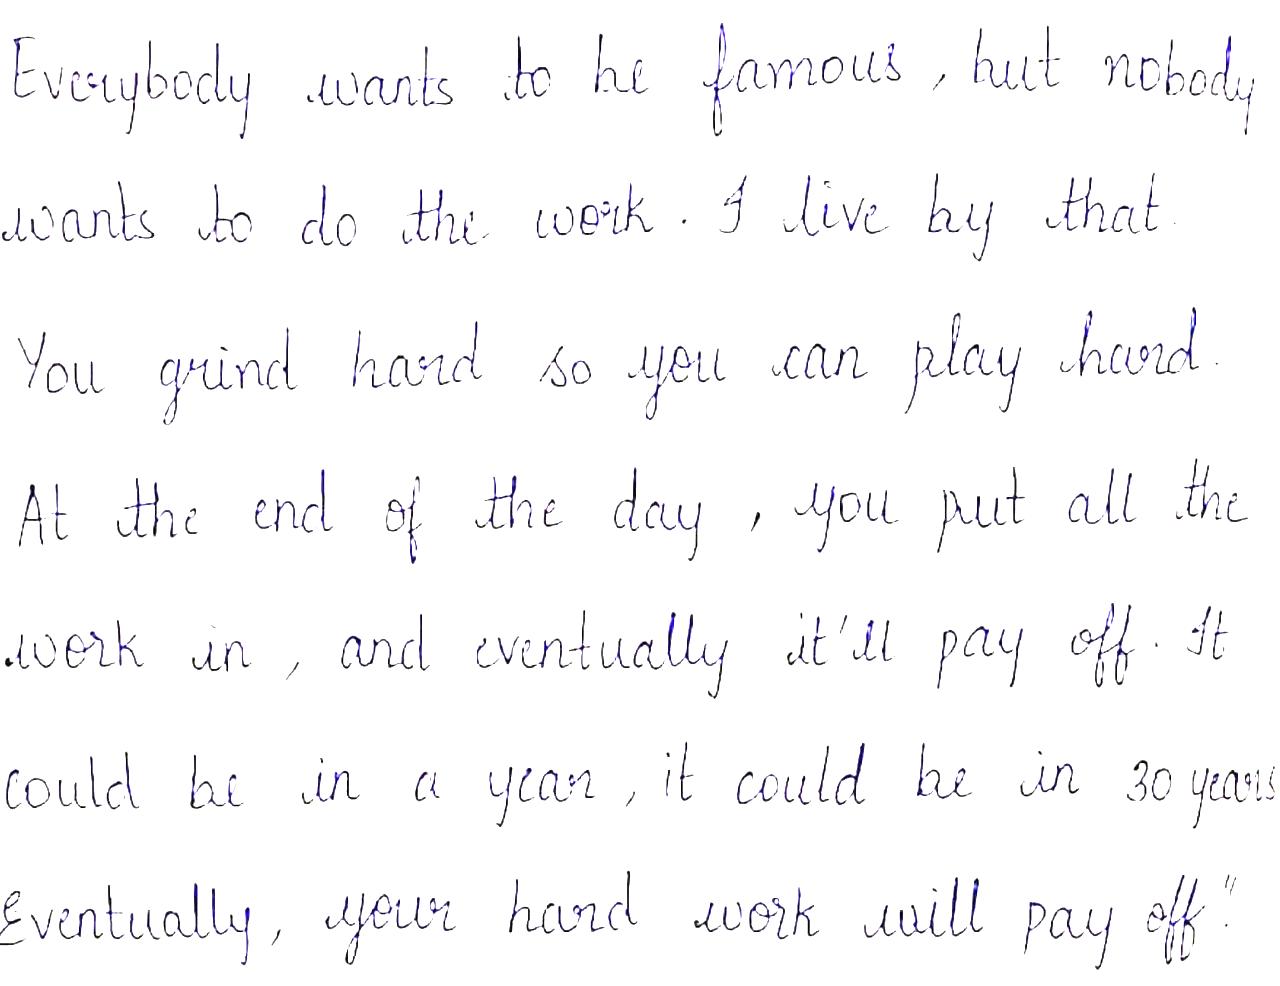 Everybody wants to be famous, but nobody
wants to do the work. I live by that.
You grind hard so you can play hard.
At the end of the day, you put all the
work in, and eventually it'll pay off. It
could be in a year, it could be in 30 years
Eventually, your hard work will pay off."